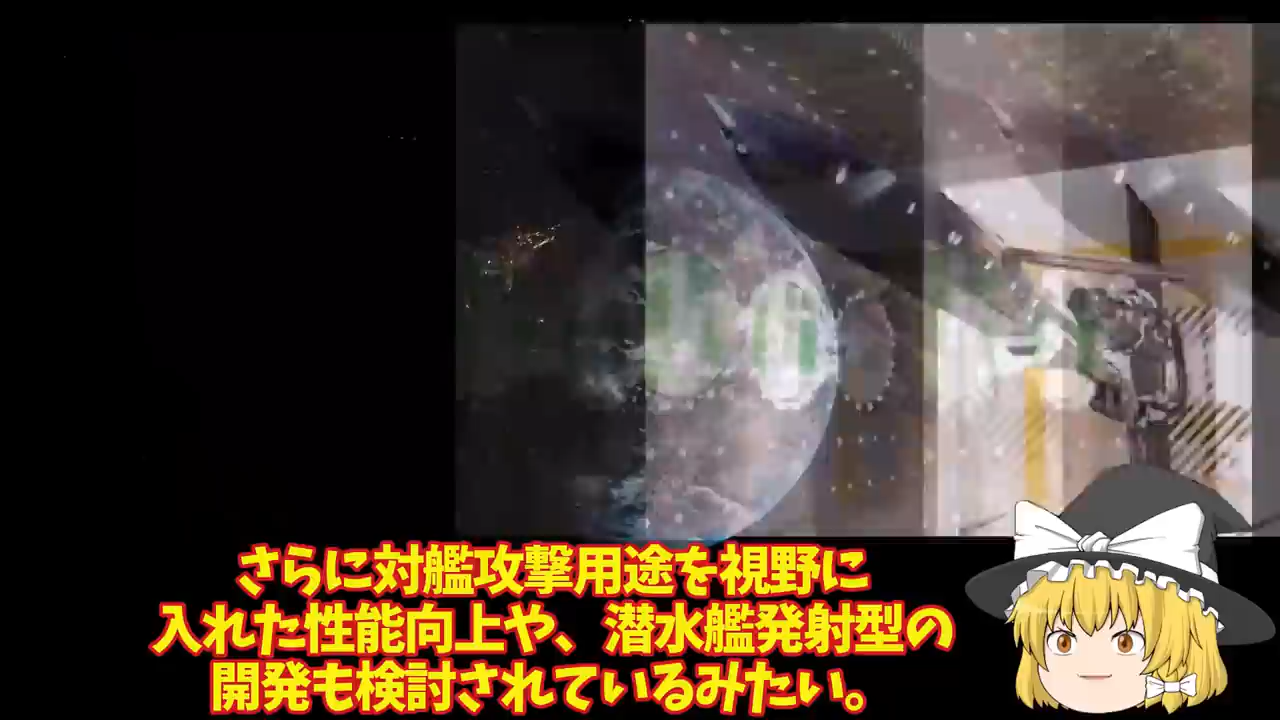 さらに対艦攻撃用途を視野に
入れた性能向上や、潜水艦発射型の
開発も検討されているみたい。